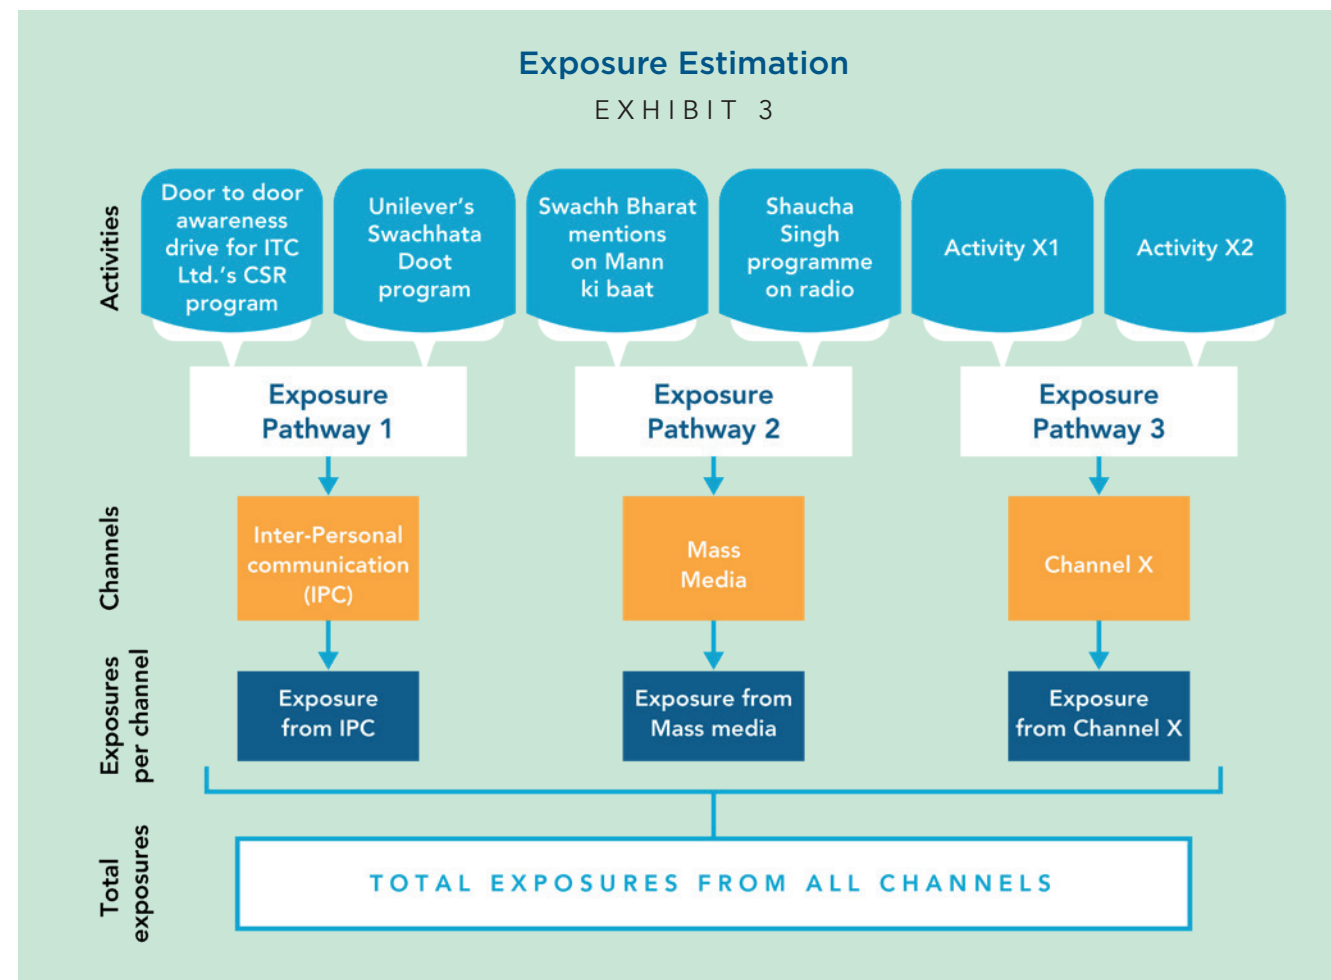 Exposure Estimation
EXHIBIT 3
Activities
Door to door
awareness
drive for ITC
Ltd.'s CSR
program
Unilever's
Swachhata
Doot
program
Swachh Bharat
mentions
on Mann
ki baat
Shaucha
Singh
programme
on radio
Activity X1
Activity X2
Exposure
Pathway 1
Exposure
Pathway 2
Exposure
Pathway 3
Channels
Inter-Personal
communication
(IPC)
Mass
Media
Channel X
Exposures
per channel
Exposure
from IPC
Exposure from
Mass media
Exposure
from Channel X
Total
exposures
TOTAL EXPOSURES FROM ALL CHANNELS